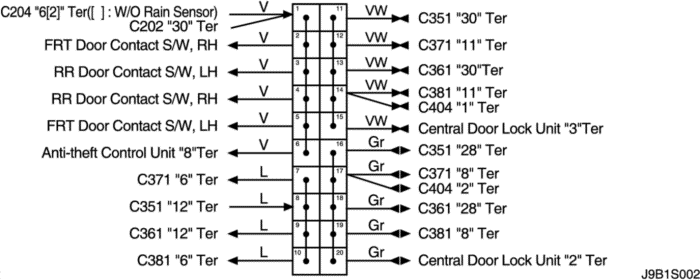 C204 "6[2]" Ter([ ] : W/O Rain Sensor) V 1 11 VW C351 "30" Ter
C202 "30" Ter
FRT Door Contact S/W, RH V 2 12 VW C371 "11" Ter
RR Door Contact S/W, LH V 3 13 VW C361 "30"Ter
RR Door Contact S/W, RH V 4 14 VW C381 "11" Ter
C404 "1" Ter
FRT Door Contact S/W, LH V 5 15 VW Central Door Lock Unit "3"Ter
Anti-theft Control Unit "8"Ter V 6 16 Gr C351 "28" Ter
C371 "6" Ter L 7 17 Gr C371 "8" Ter
C404 "2" Ter
C351 "12" Ter L 8 18 Gr C361 "28" Ter
C361 "12" Ter L 9 19 Gr C381 "8" Ter
C381 "6" Ter L 10 20 Gr Central Door Lock Unit "2" Ter
J9B1S002